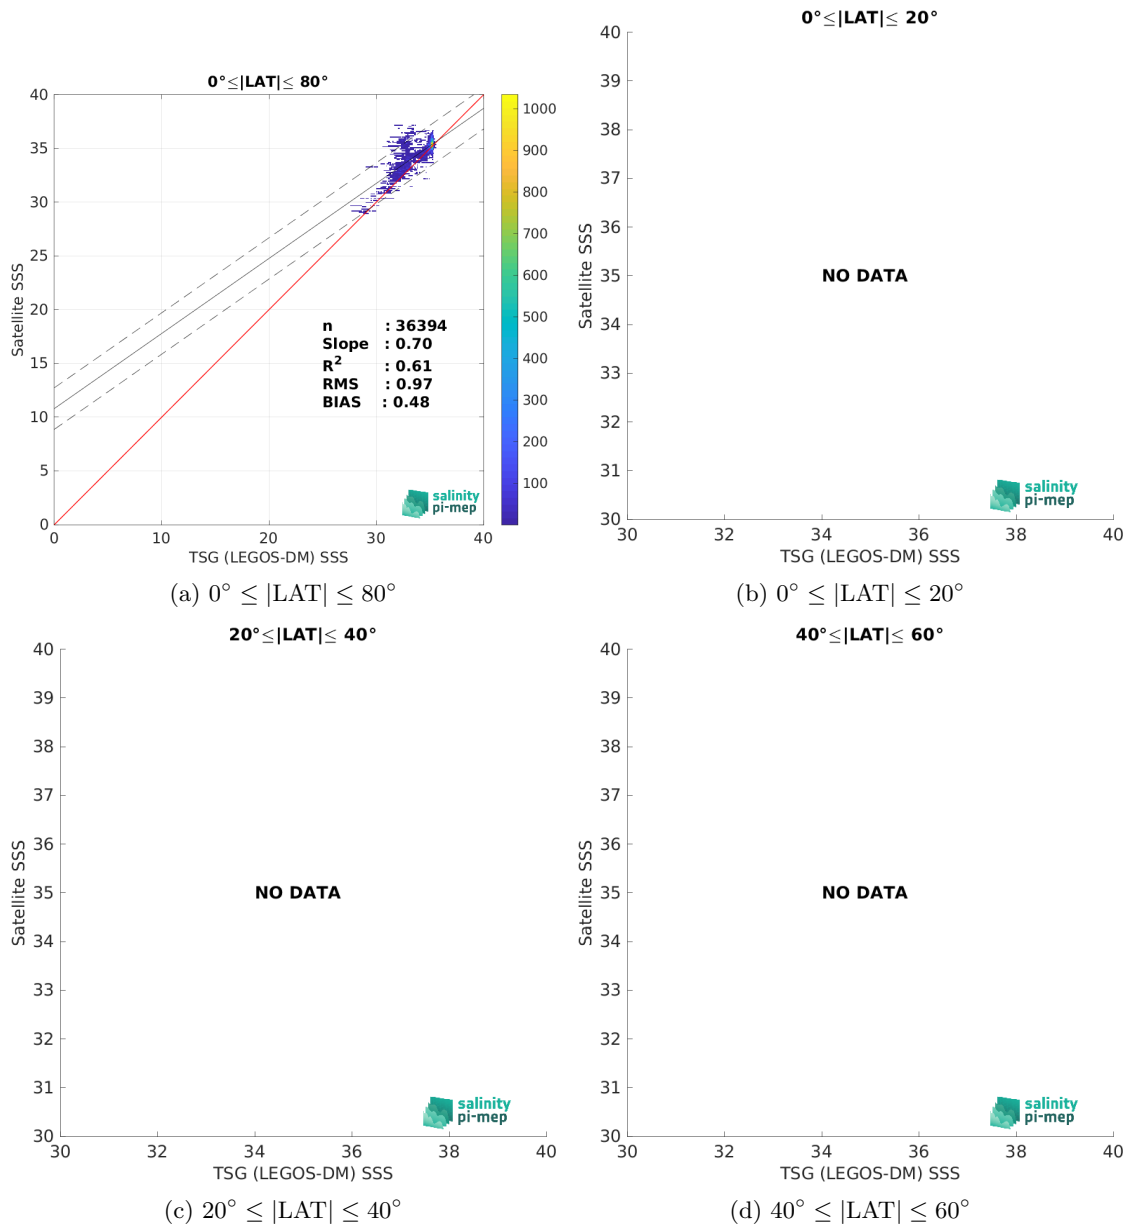 0°≤|LAT|≤ 80°
40
35
30
25
20
15
10
5
0
Satellite SSS
n : 36394
Slope : 0.70
R² : 0.61
RMS : 0.97
BIAS : 0.48
salinity
pi-mep
0 10 20 30 40
TSG (LEGOS-DM) SSS
1000
900
800
700
600
500
400
300
200
100
(a) 0° ≤ |LAT| ≤ 80°
0°≤|LAT|≤ 20°
40
39
38
37
36
35
34
33
32
31
30
Satellite SSS
NO DATA
salinity
pi-mep
30 32 34 36 38 40
TSG (LEGOS-DM) SSS
(b) 0° ≤ |LAT| ≤ 20°
20°≤|LAT|≤ 40°
40
39
38
37
36
35
34
33
32
31
30
Satellite SSS
NO DATA
salinity
pi-mep
30 32 34 36 38 40
TSG (LEGOS-DM) SSS
(c) 20° ≤ |LAT| ≤ 40°
40°≤|LAT|≤ 60°
40
39
38
37
36
35
34
33
32
31
30
Satellite SSS
NO DATA
salinity
pi-mep
30 32 34 36 38 40
TSG (LEGOS-DM) SSS
(d) 40° ≤ |LAT| ≤ 60°